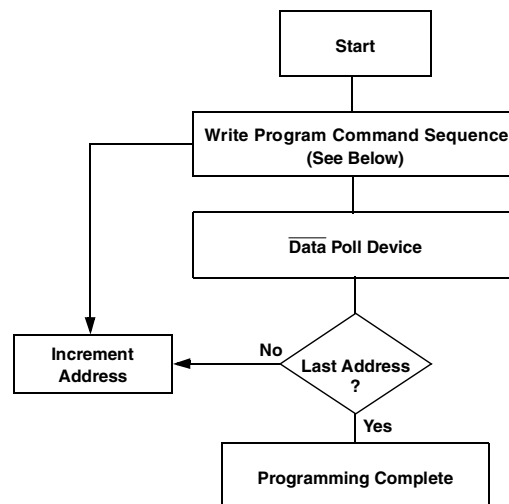 Start
Write Program Command Sequence
(See Below)
Data Poll Device
Increment
Address
No
Last Address
?
Yes
Programming Complete